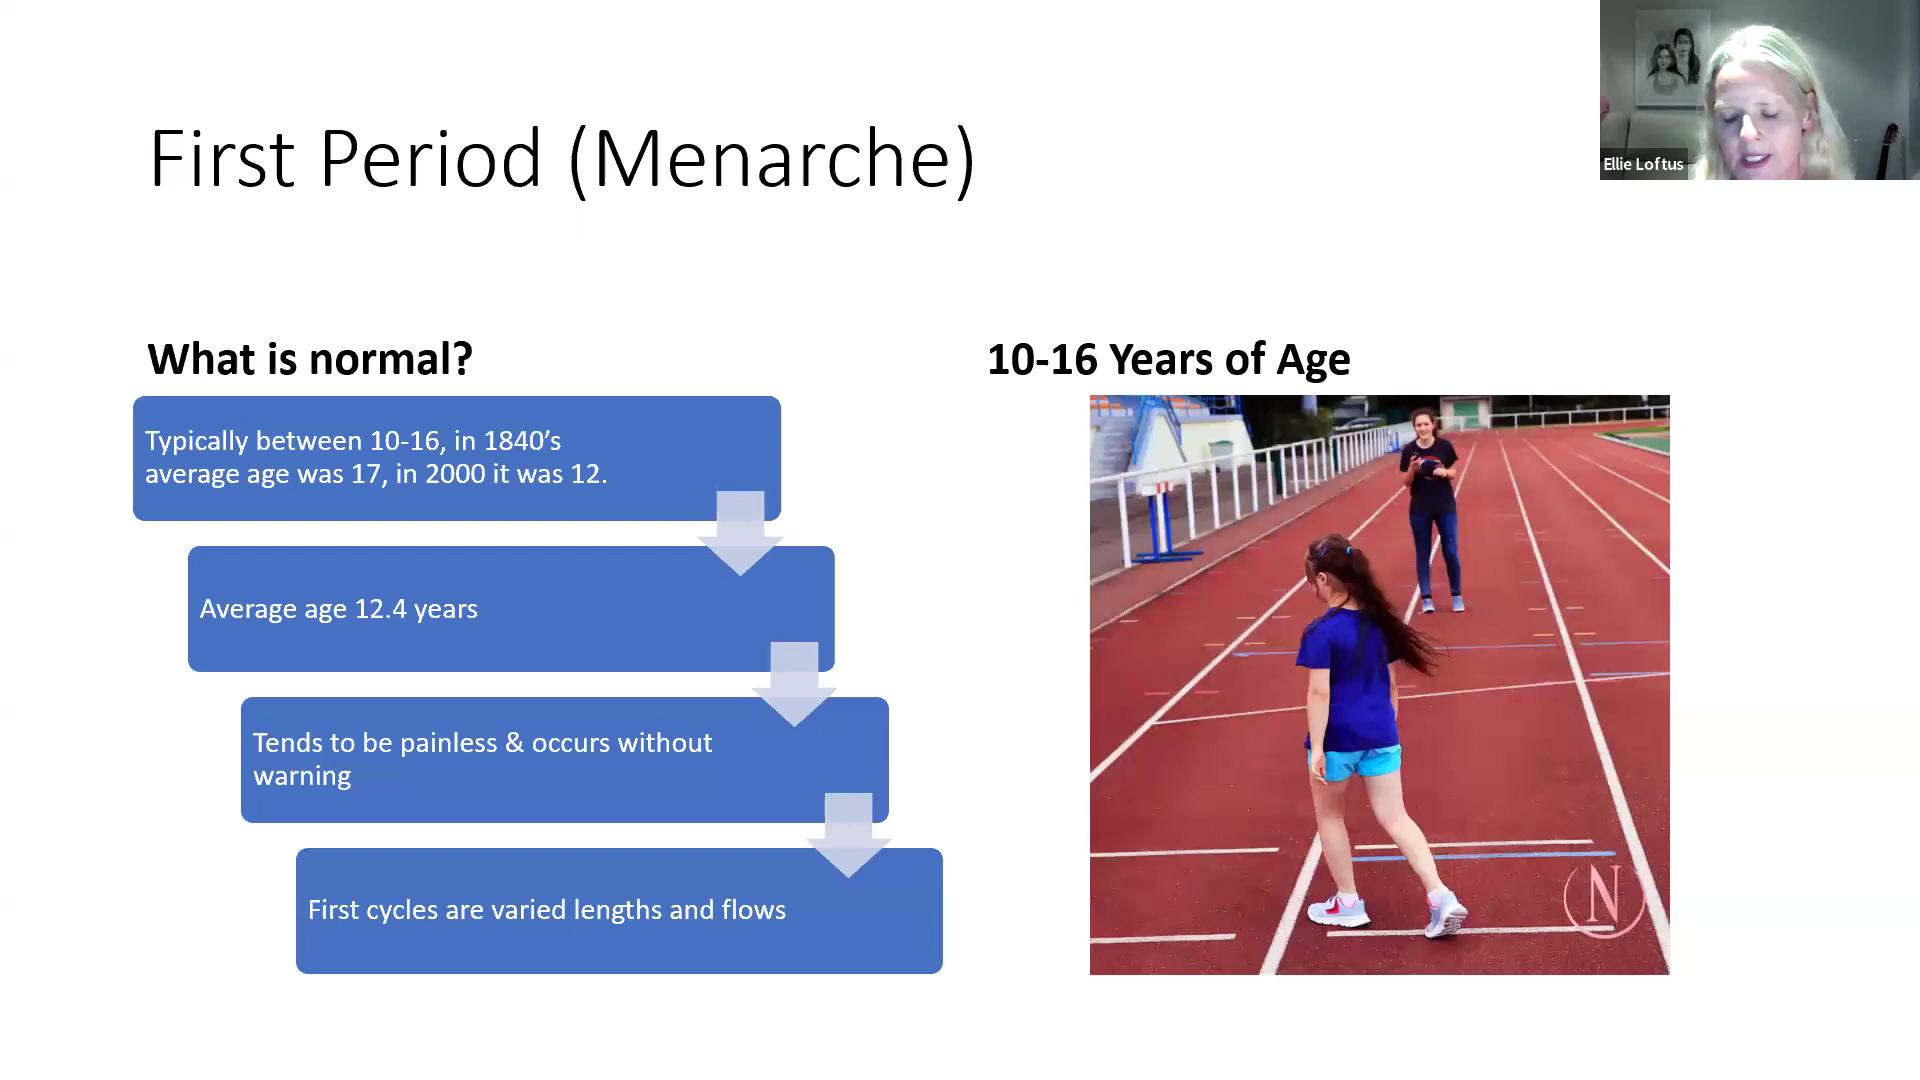 First Period (Menarche)
Ellie Loftus
What is normal?
Typically between 10-16, in 1840’s
average age was 17, in 2000 it was 12.
Average age 12.4 years
Tends to be painless & occurs without
warning
First cycles are varied lengths and flows
10-16 Years of Age
N